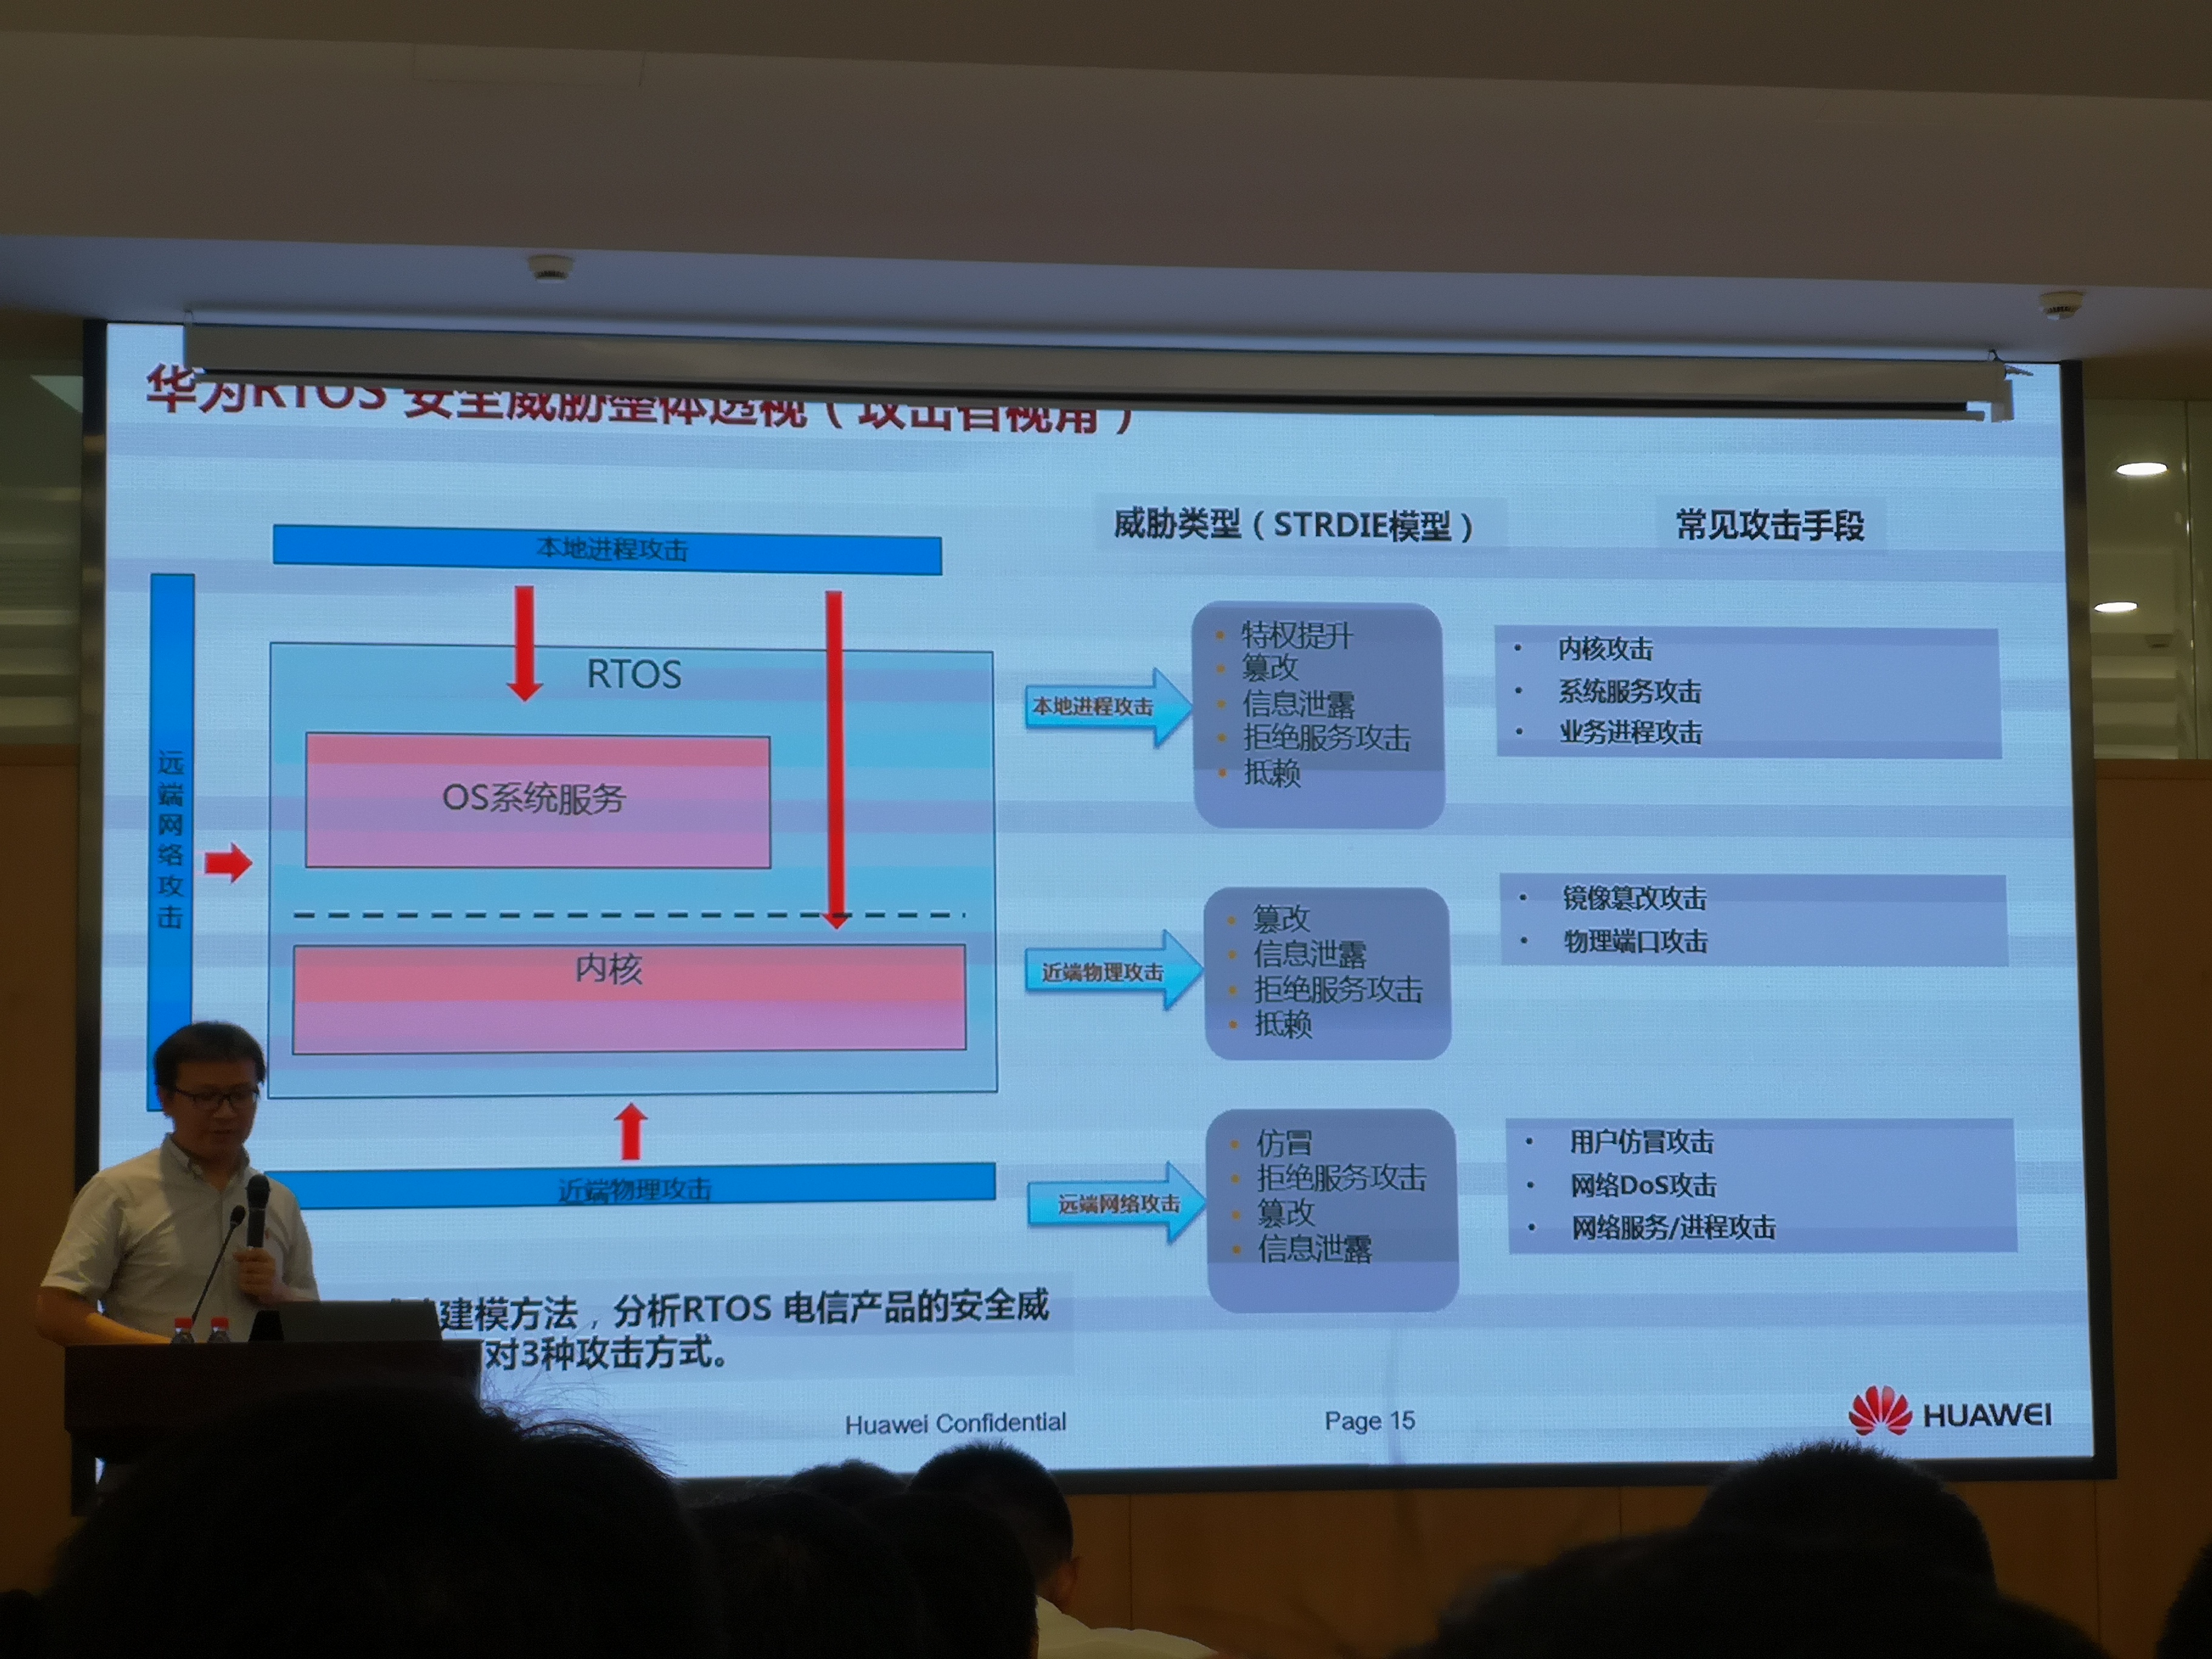 华为RTOS 安全威胁整体透视（攻击者视角）
威胁类型（STRDIE模型）
常见攻击手段
本地进程攻击
远端网络攻击
RTOS
OS系统服务
内核
近端物理攻击
本地进程攻击
• 特权提升
• 篡改
• 信息泄露
• 拒绝服务攻击
• 抵赖
• 内核攻击
• 系统服务攻击
• 业务进程攻击
近端物理攻击
• 篡改
• 信息泄露
• 拒绝服务攻击
• 抵赖
• 镜像篡改攻击
• 物理端口攻击
远端网络攻击
• 仿冒
• 拒绝服务攻击
• 篡改
• 信息泄露
• 用户仿冒攻击
• 网络DoS攻击
• 网络服务/进程攻击
建模方法，分析RTOS 电信产品的安全威
对3种攻击方式。
Huawei Confidential
Page 15
HUAWEI